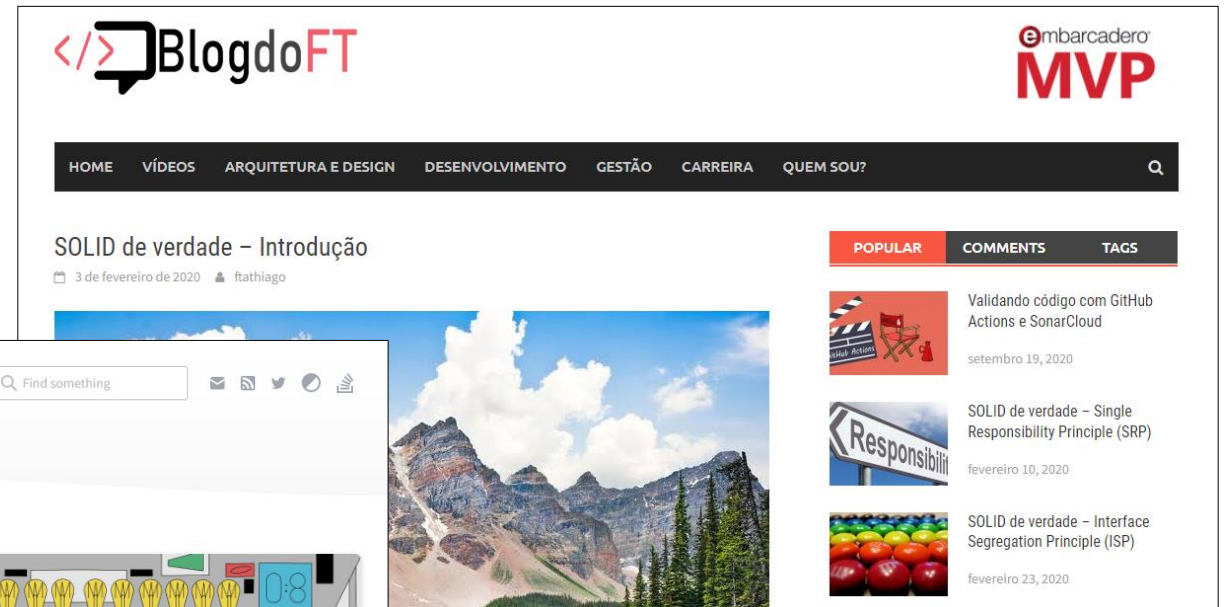 </>BlogdoFT
embarcadero
MVP
HOME VÍDEOS ARQUITETURA E DESIGN DESENVOLVIMENTO GESTÃO CARREIRA QUEM SOU?
SOLID de verdade – Introdução
3 de fevereiro de 2020 ftathiago
POPULAR COMMENTS TAGS
Validando código com GitHub
Actions e SonarCloud
setembro 19, 2020
SOLID de verdade – Single
Responsibility Principle (SRP)
fevereiro 10, 2020
SOLID de verdade – Interface
Segregation Principle (ISP)
fevereiro 23, 2020
Find something
0:8